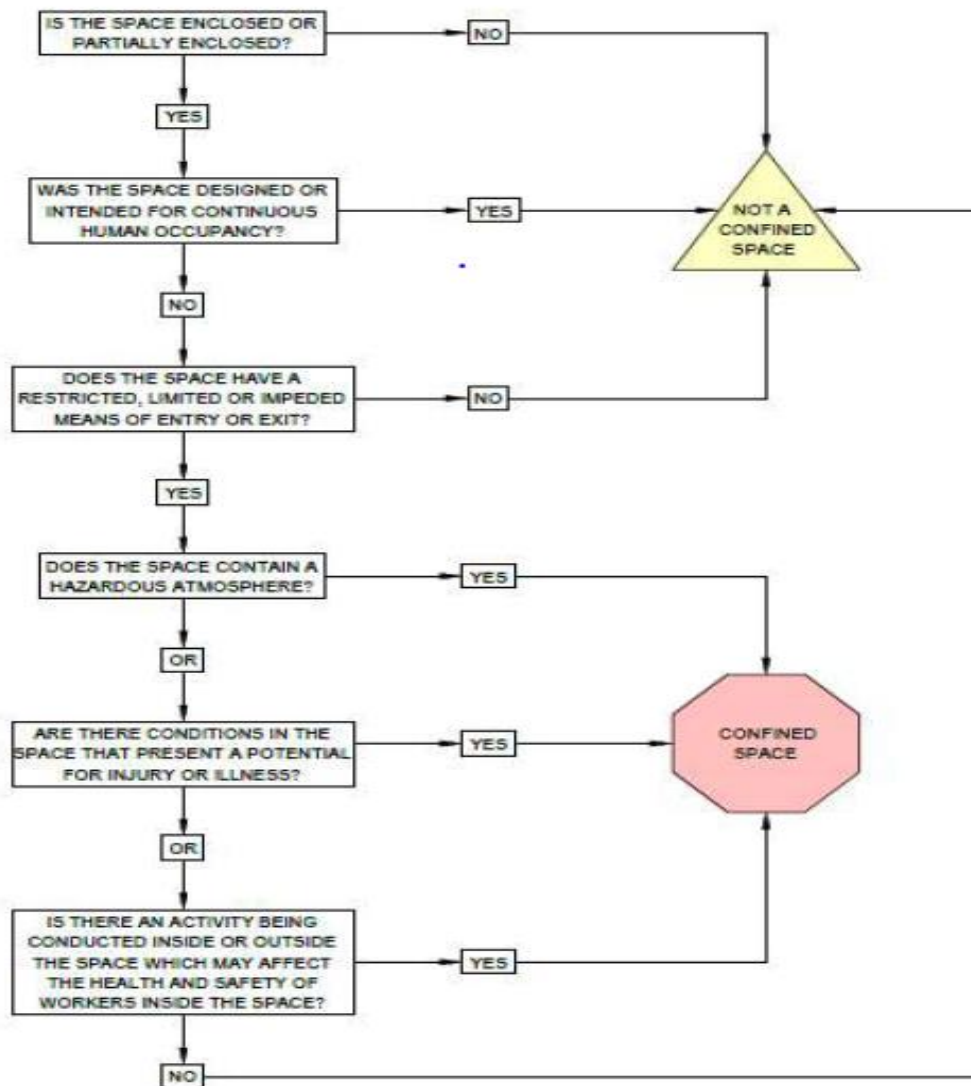 IS THE SPACE ENCLOSED OR
PARTIALLY ENCLOSED?
NO
YES
WAS THE SPACE DESIGNED OR
INTENDED FOR CONTINUOUS
HUMAN OCCUPANCY?
YES
NOT A
CONFINED
SPACE
NO
DOES THE SPACE HAVE A
RESTRICTED, LIMITED OR IMPEDED
MEANS OF ENTRY OR EXIT?
NO
YES
DOES THE SPACE CONTAIN A
HAZARDOUS ATMOSPHERE?
YES
OR
ARE THERE CONDITIONS IN THE
SPACE THAT PRESENT A POTENTIAL
FOR INJURY OR ILLNESS?
YES
CONFINED
SPACE
OR
IS THERE AN ACTIVITY BEING
CONDUCTED INSIDE OR OUTSIDE
THE SPACE WHICH MAY AFFECT
THE HEALTH AND SAFETY OF
WORKERS INSIDE THE SPACE?
YES
NO